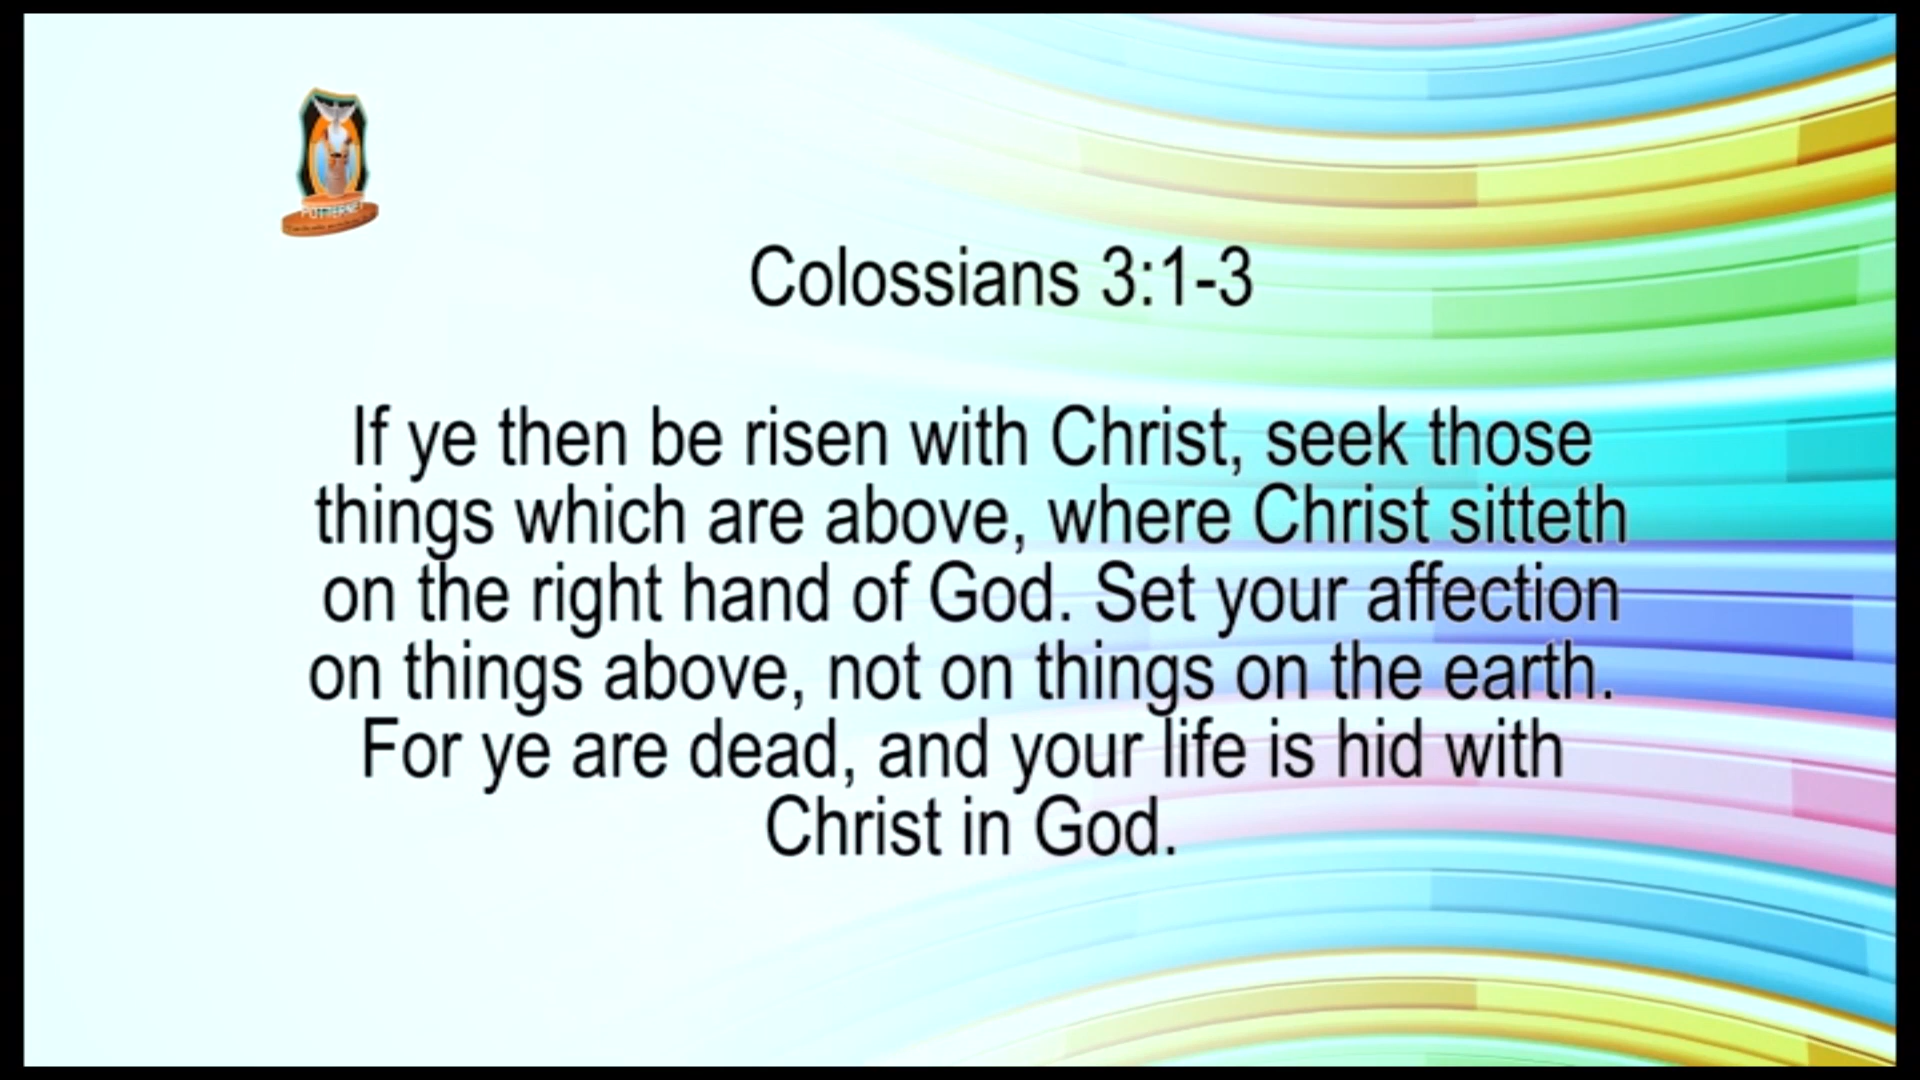 POTTERNET
Colossians 3:1-3
If ye then be risen with Christ, seek those
things which are above, where Christ sitteth
on the right hand of God. Set your affection
on things above, not on things on the earth.
For ye are dead, and your life is hid with
Christ in God.